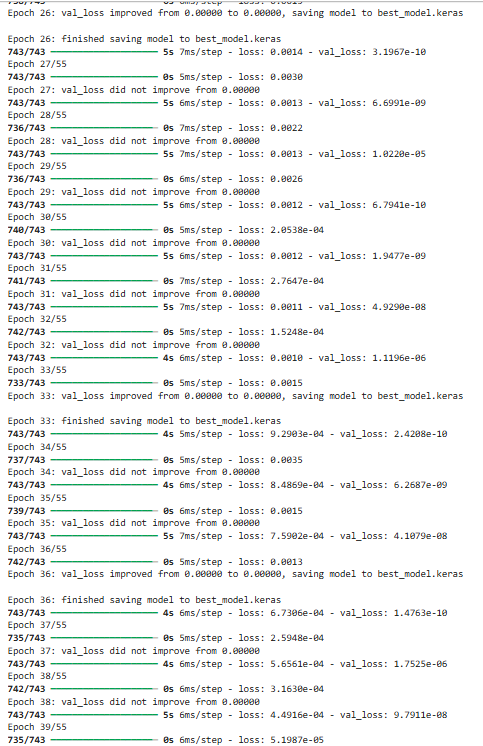 Epoch 26: val_loss improved from 0.00000 to 0.00000, saving model to best_model.keras
Epoch 26: finished saving model to best_model.keras
743/743 ━━━━━━━━━━━━━━━━━━━━ 5s 7ms/step - loss: 0.0014 - val_loss: 3.1967e-10
Epoch 27/55
743/743 ━━━━━━━━━━━━━━━━━━━━ 0s 5ms/step - loss: 0.0030
Epoch 27: val_loss did not improve from 0.00000
743/743 ━━━━━━━━━━━━━━━━━━━━ 5s 6ms/step - loss: 0.0013 - val_loss: 6.6991e-09
Epoch 28/55
736/743 ━━━━━━━━━━━━━━━━━━━━ 0s 7ms/step - loss: 0.0022
Epoch 28: val_loss did not improve from 0.00000
743/743 ━━━━━━━━━━━━━━━━━━━━ 5s 7ms/step - loss: 0.0013 - val_loss: 1.0220e-05
Epoch 29/55
736/743 ━━━━━━━━━━━━━━━━━━━━ 0s 6ms/step - loss: 0.0026
Epoch 29: val_loss did not improve from 0.00000
743/743 ━━━━━━━━━━━━━━━━━━━━ 5s 6ms/step - loss: 0.0012 - val_loss: 6.7941e-10
Epoch 30/55
740/743 ━━━━━━━━━━━━━━━━━━━━ 0s 5ms/step - loss: 2.0538e-04
Epoch 30: val_loss did not improve from 0.00000
743/743 ━━━━━━━━━━━━━━━━━━━━ 5s 6ms/step - loss: 0.0012 - val_loss: 1.9477e-09
Epoch 31/55
741/743 ━━━━━━━━━━━━━━━━━━━━ 0s 7ms/step - loss: 2.7647e-04
Epoch 31: val_loss did not improve from 0.00000
743/743 ━━━━━━━━━━━━━━━━━━━━ 5s 7ms/step - loss: 0.0011 - val_loss: 4.9290e-08
Epoch 32/55
742/743 ━━━━━━━━━━━━━━━━━━━━ 0s 5ms/step - loss: 1.5248e-04
Epoch 32: val_loss did not improve from 0.00000
743/743 ━━━━━━━━━━━━━━━━━━━━ 4s 6ms/step - loss: 0.0010 - val_loss: 1.1196e-06
Epoch 33/55
733/743 ━━━━━━━━━━━━━━━━━━━━ 0s 5ms/step - loss: 0.0015
Epoch 33: val_loss improved from 0.00000 to 0.00000, saving model to best_model.keras
Epoch 33: finished saving model to best_model.keras
743/743 ━━━━━━━━━━━━━━━━━━━━ 4s 5ms/step - loss: 9.2903e-04 - val_loss: 2.4208e-10
Epoch 34/55
737/743 ━━━━━━━━━━━━━━━━━━━━ 0s 5ms/step - loss: 0.0035
Epoch 34: val_loss did not improve from 0.00000
743/743 ━━━━━━━━━━━━━━━━━━━━ 4s 6ms/step - loss: 8.4869e-04 - val_loss: 6.2687e-09
Epoch 35/55
739/743 ━━━━━━━━━━━━━━━━━━━━ 0s 6ms/step - loss: 0.0015
Epoch 35: val_loss did not improve from 0.00000
743/743 ━━━━━━━━━━━━━━━━━━━━ 5s 7ms/step - loss: 7.5902e-04 - val_loss: 4.1079e-08
Epoch 36/55
742/743 ━━━━━━━━━━━━━━━━━━━━ 0s 5ms/step - loss: 0.0013
Epoch 36: val_loss improved from 0.00000 to 0.00000, saving model to best_model.keras
Epoch 36: finished saving model to best_model.keras
743/743 ━━━━━━━━━━━━━━━━━━━━ 4s 6ms/step - loss: 6.7306e-04 - val_loss: 1.4763e-10
Epoch 37/55
735/743 ━━━━━━━━━━━━━━━━━━━━ 0s 5ms/step - loss: 2.5948e-04
Epoch 37: val_loss did not improve from 0.00000
743/743 ━━━━━━━━━━━━━━━━━━━━ 4s 6ms/step - loss: 5.6561e-04 - val_loss: 1.7525e-06
Epoch 38/55
742/743 ━━━━━━━━━━━━━━━━━━━━ 0s 6ms/step - loss: 3.1630e-04
Epoch 38: val_loss did not improve from 0.00000
743/743 ━━━━━━━━━━━━━━━━━━━━ 5s 6ms/step - loss: 4.4916e-04 - val_loss: 9.7911e-08
Epoch 39/55
735/743 ━━━━━━━━━━━━━━━━━━━━ 0s 6ms/step - loss: 5.1987e-05